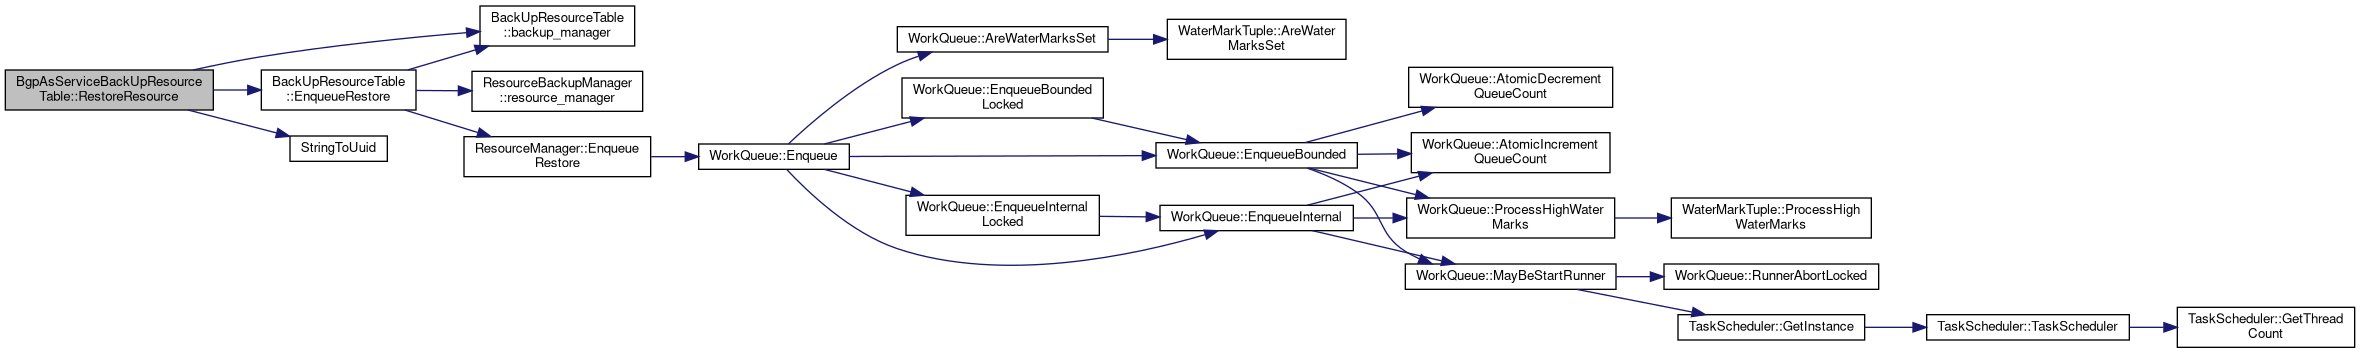 BgpAsServiceBackUpResource
Table::RestoreResource
BackUpResourceTable
::backup_manager
BackUpResourceTable
::EnqueueRestore
ResourceBackupManager
::resource_manager
StringToUuid
ResourceManager::Enqueue
Restore
WorkQueue::Enqueue
WorkQueue::AreWaterMarksSet
WaterMarkTuple::AreWater
MarksSet
WorkQueue::EnqueueBounded
Locked
WorkQueue::EnqueueBounded
WorkQueue::EnqueueInternal
Locked
WorkQueue::EnqueueInternal
WorkQueue::AtomicDecrement
QueueCount
WorkQueue::AtomicIncrement
QueueCount
WorkQueue::ProcessHighWater
Marks
WaterMarkTuple::ProcessHigh
WaterMarks
WorkQueue::MayBeStartRunner
WorkQueue::RunnerAbortLocked
TaskScheduler::GetInstance
TaskScheduler::TaskScheduler
TaskScheduler::GetThread
Count